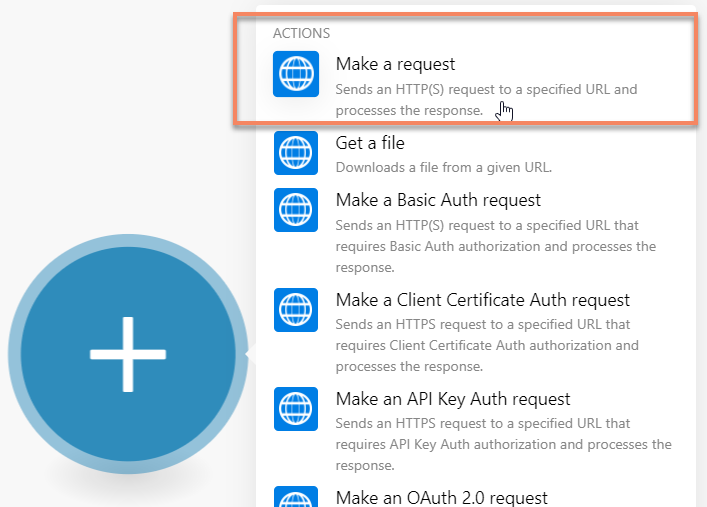 ACTIONS
Make a request
Sends an HTTP(S) request to a specified URL and
processes the response.
Get a file
Downloads a file from a given URL.
Make a Basic Auth request
Sends an HTTP(S) request to a specified URL that
requires Basic Auth authorization and processes the
response.
Make a Client Certificate Auth request
Sends an HTTPS request to a specified URL that
requires Client Certificate Auth authorization and
processes the response.
Make an API Key Auth request
Sends an HTTPS request to a specified URL that
requires API Key Auth authorization and processes the
response.
Make an OAuth 2.0 request